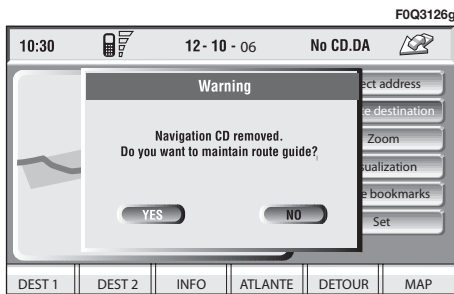 F0Q3126g
10:30 12-10-06 No CD.DA
Warning
Navigation CD removed.
Do you want to maintain route guide?
YES NO
ect address
e destination
Zoom
sualization
e bookmarks
Set
DEST 1 DEST 2 INFO ATLANTE DETOUR MAP